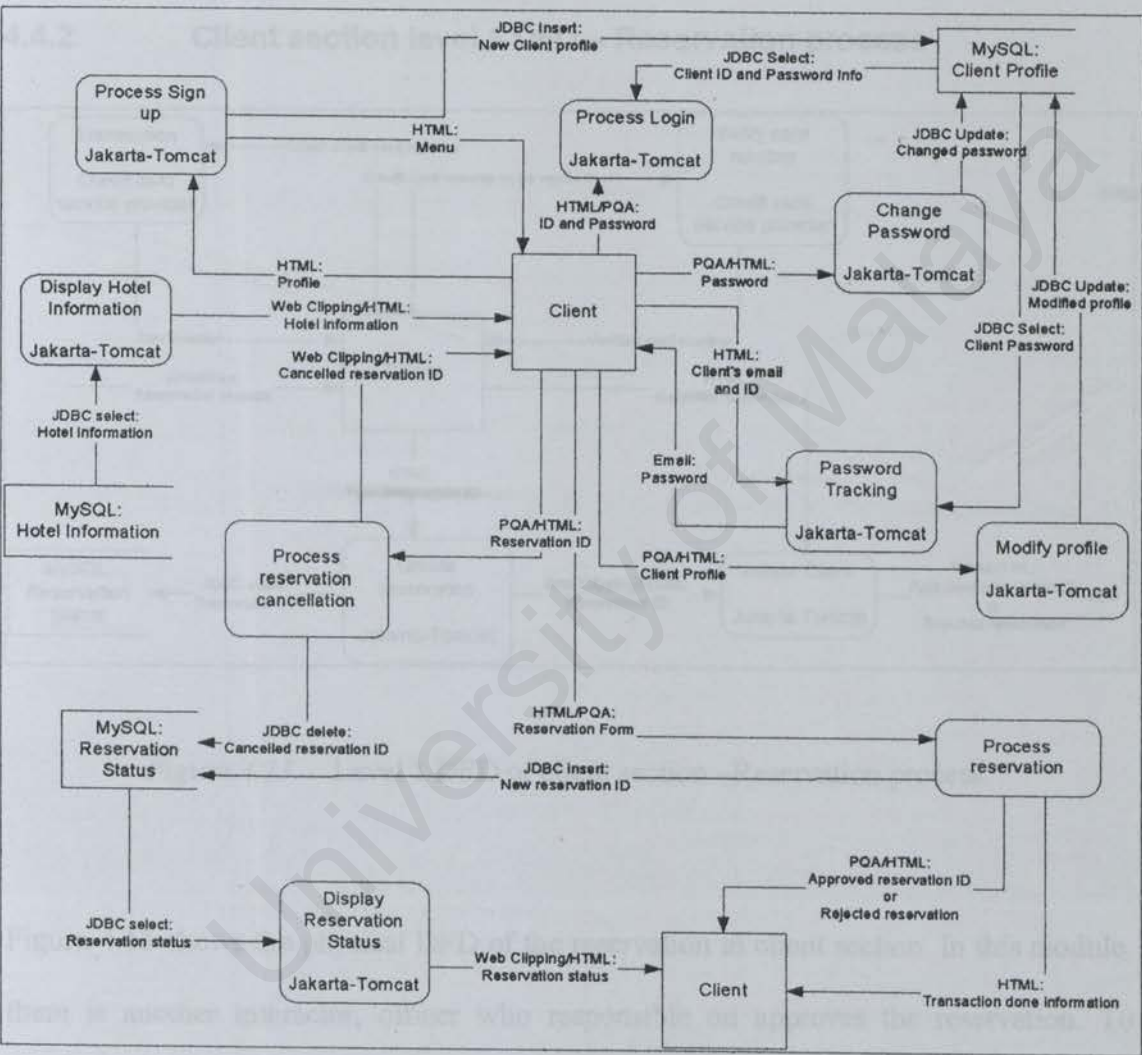 4.4.2 Client section level Reservation process
JDBC Insert:
New Client profile
MySQL:
Client Profile
JDBC Select:
Client ID and Password Info
Process Sign
up
Jakarta-Tomcat
HTML:
Menu
Process Login
Jakarta-Tomcat
JDBC Update:
Changed password
HTML/PQA:
ID and Password
Change
Password
Jakarta-Tomcat
HTML:
Profile
Client
PQA/HTML:
Password
Display Hotel
Information
Jakarta-Tomcat
Web Clipping/HTML:
Hotel Information
JDBC Update:
Modified profile
JDBC Select:
Client Password
Web Clipping/HTML:
Cancelled reservation ID
HTML:
Client's email
and ID
JDBC select:
Hotel Information
Email:
Password
Password
Tracking
Jakarta-Tomcat
MySQL:
Hotel Information
PQA/HTML:
Reservation ID
Process
reservation
cancellation
PQA/HTML:
Client Profile
Modify profile
Jakarta-Tomcat
MySQL:
Reservation
Status
JDBC delete:
Cancelled reservation ID
HTML/PQA:
Reservation Form
Process
reservation
JDBC Insert:
New reservation ID
PQA/HTML:
Approved reservation ID
or
Rejected reservation
JDBC select:
Reservation status
Display
Reservation
Status
Jakarta-Tomcat
Web Clipping/HTML:
Reservation status
Client
HTML:
Transaction done information
University of Malaya